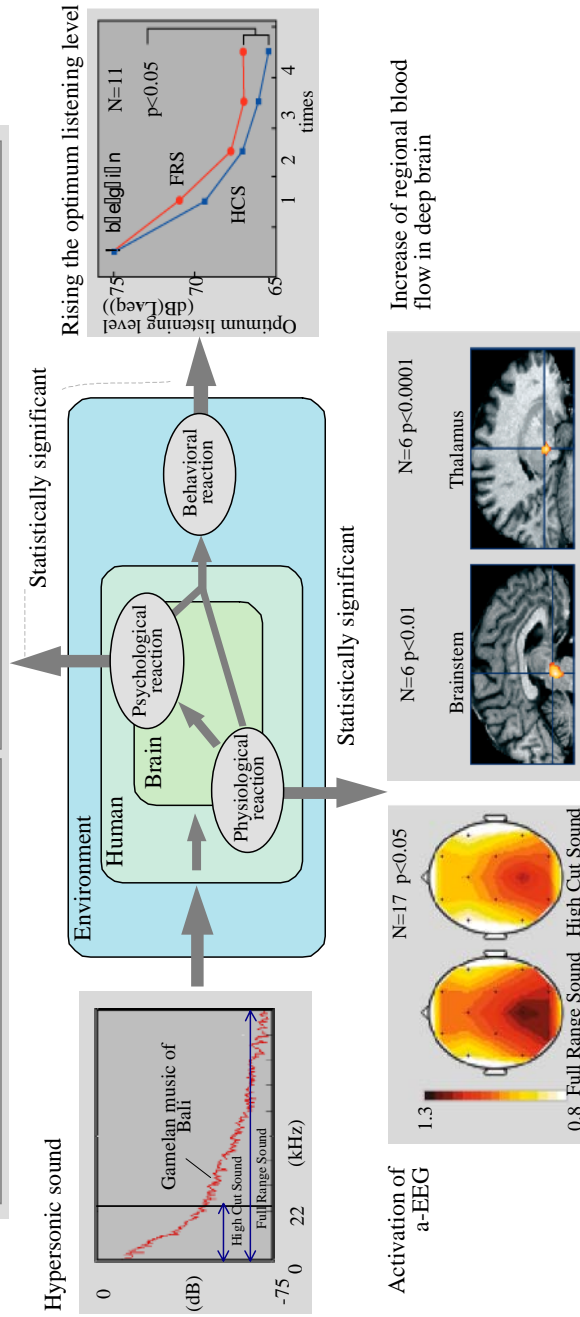 Hypersonic sound
0
(dB)
-75
0
22
(kHz)
Gamelan music of
Bali
High Cut Sound
Full Range Sound
Environment
Human
Brain
Physiological
reaction
Psychological
reaction
Behavioral
reaction
Statistically significant
Statistically significant
Rising the optimum listening level
Optimum listening level
(dB(Laeq))
75
70
65
N=11
p<0.05
FRS
HCS
1
2
3
4
times
Activation of
a-EEG
1.3
0.8
N=17 p<0.05
Full Range Sound
High Cut Sound
N=6 p<0.01
Brainstem
N=6 p<0.0001
Thalamus
Increase of regional blood
flow in deep brain